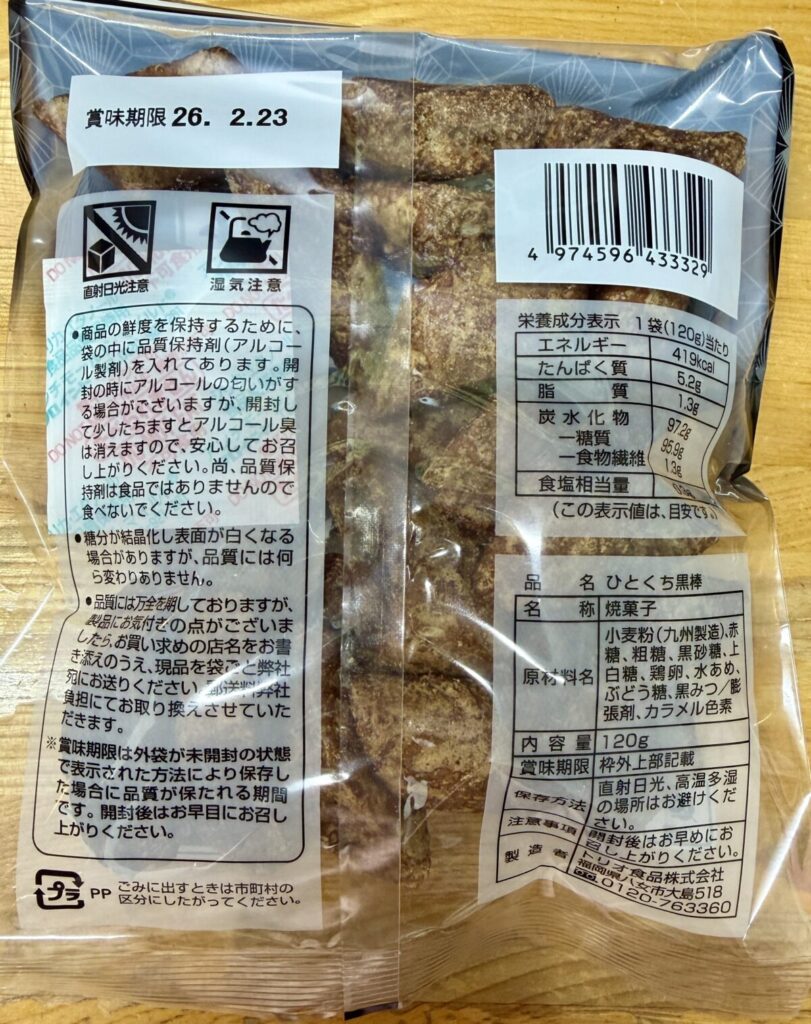 賞味期限 26. 2.23
4 974596 433329
直射日光注意
湿気注意
●商品の鮮度を保持するために、
袋の中に品質保持剤(アルコー
ル製剤)を入れてあります。開
封の時にアルコールの匂いがす
る場合がございますが、開封し
て少したちますとアルコール臭
は消えますので、安心してお召
し上がりください。尚、品質保
持剤は食品ではありませんので
食べないでください。
●糖分が結晶化し表面が白くなる
場合がありますが、品質には何
ら変わりありません。
●品質には万全を期しておりますが、
製品にお気付きの点がございま
したら、お買い求めの店名をお書
き添えのうえ、現品を袋ごと弊社
宛にお送りください。郵送料弊社
負担にてお取り換えさせていた
だきます。
※賞味期限は外袋が未開封の状態
で表示された方法により保存し
た場合に品質が保たれる期間
です。開封後はお早目にお召し
上がりください。
プラ PP ごみに出すときは市町村の
区分にしたがってください。
栄養成分表示 1袋(120g)当たり
エネルギー 419kcal
たんぱく質 5.2g
脂質 1.3g
炭水化物 97.2g
ー糖質 95.9g
ー食物繊維 1.3g
食塩相当量
(この表示値は、目安です。)
品名 ひとくち黒棒
名称 焼菓子
原材料名 小麦粉(九州製造)、赤
糖、粗糖、黒砂糖、上
白糖、鶏卵、水あめ、
ぶどう糖、黒みつ/膨
張剤、カラメル色素
内容量 120g
賞味期限 枠外上部記載
保存方法 直射日光、高温多湿
の場所はお避けくだ
さい。
注意事項 開封後はお早めにお
召し上がりください。
製造者 トリオ食品株式会社
福岡県八女市大島518
0120-763360